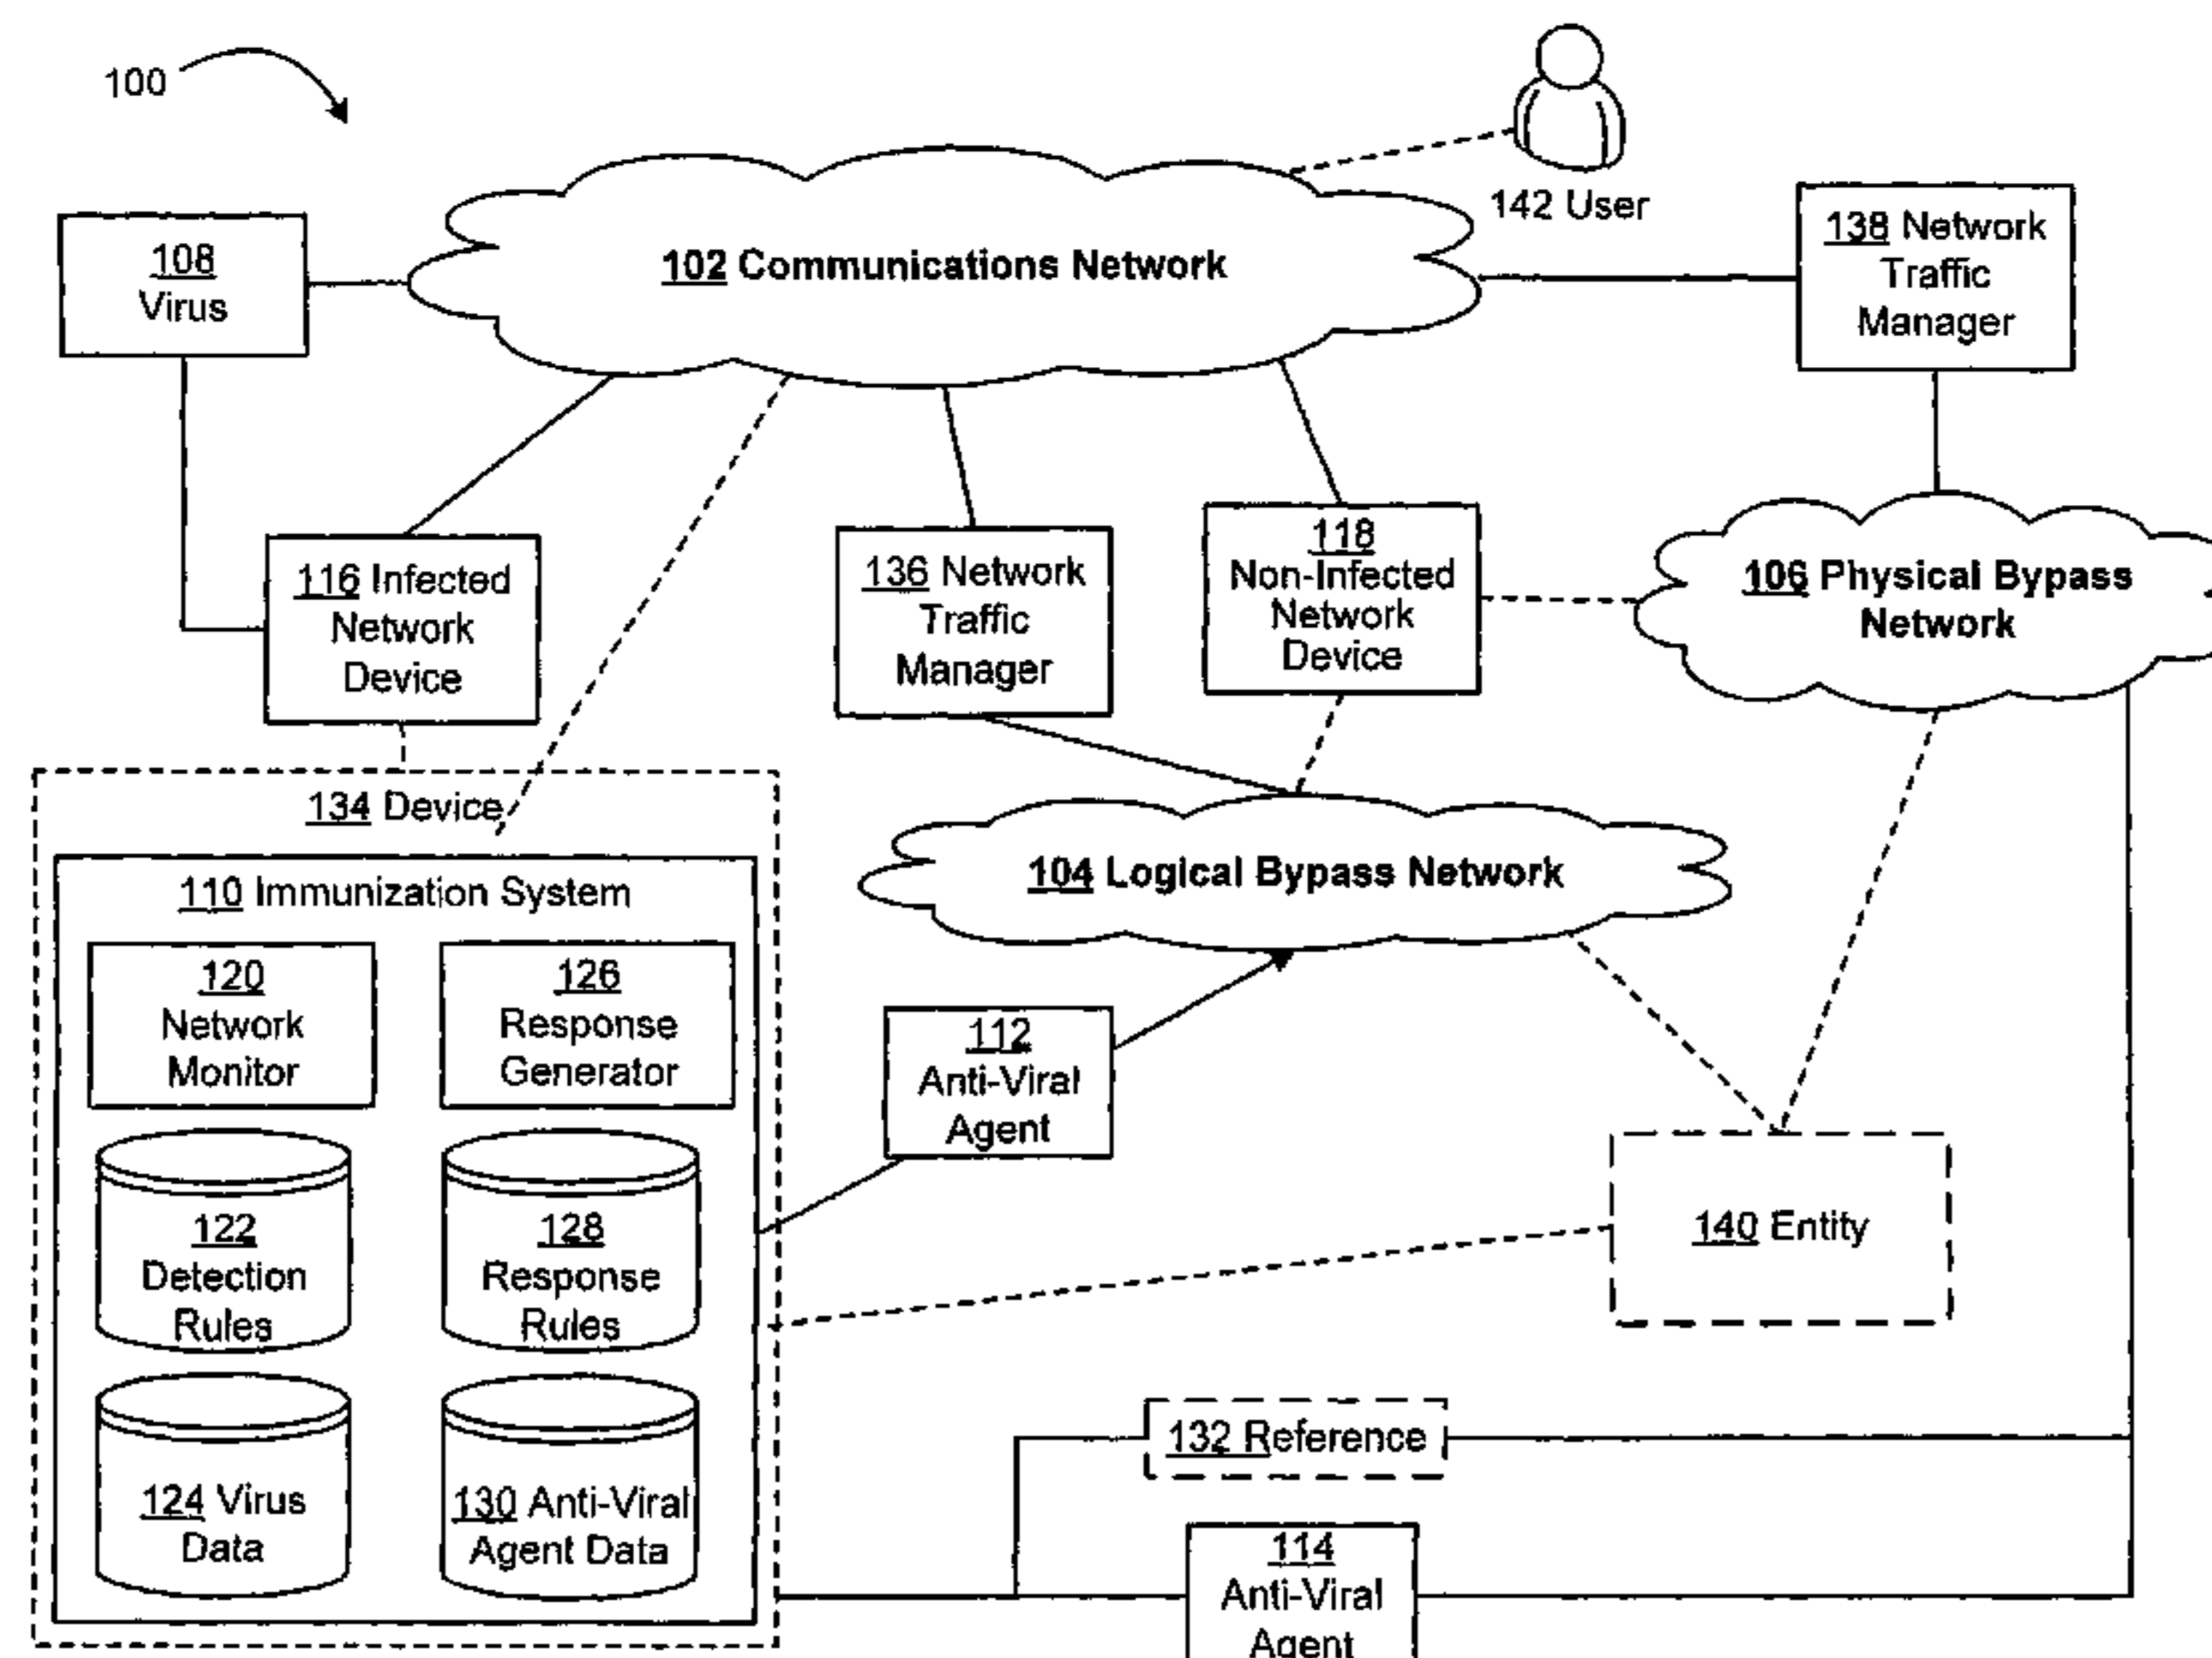 100
142 User
108
Virus
102 Communications Network
138 Network
Traffic
Manager
116 Infected
Network
Device
136 Network
Traffic
Manager
118
Non-Infected
Network
Device
106 Physical Bypass
Network
134 Device
110 Immunization System
104 Logical Bypass Network
120
Network
Monitor
126
Response
Generator
112
Anti-Viral
Agent
122
Detection
Rules
128
Response
Rules
140 Entity
124 Virus
Data
130 Anti-Viral
Agent Data
132 Reference
114
Anti-Viral
Agent